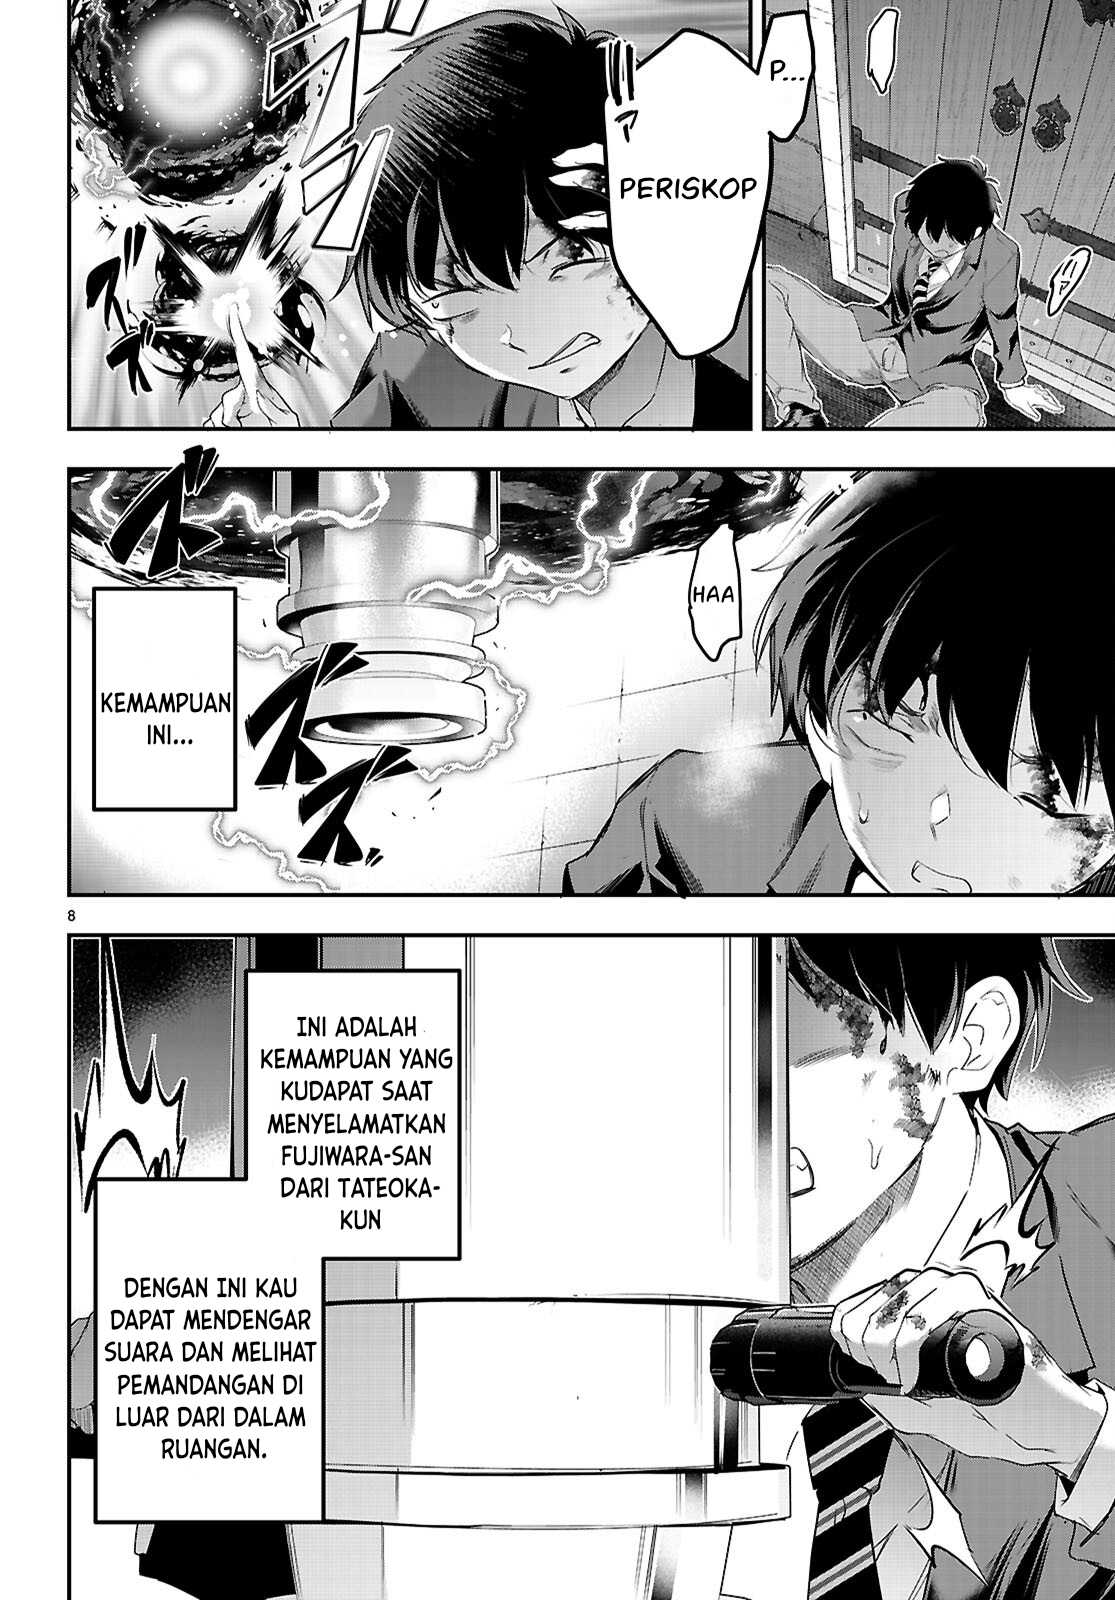 P...
PERISKOP
HAA
KEMAMPUAN
INI...
8
INI ADALAH
KEMAMPUAN YANG
KUDAPAT SAAT
MENYELAMATKAN
FUJIWARA-SAN
DARI TATEOKA-
KUN
DENGAN INI KAU
DAPAT MENDENGAR
SUARA DAN MELIHAT
PEMANDANGAN DI
LUAR DARI DALAM
RUANGAN.